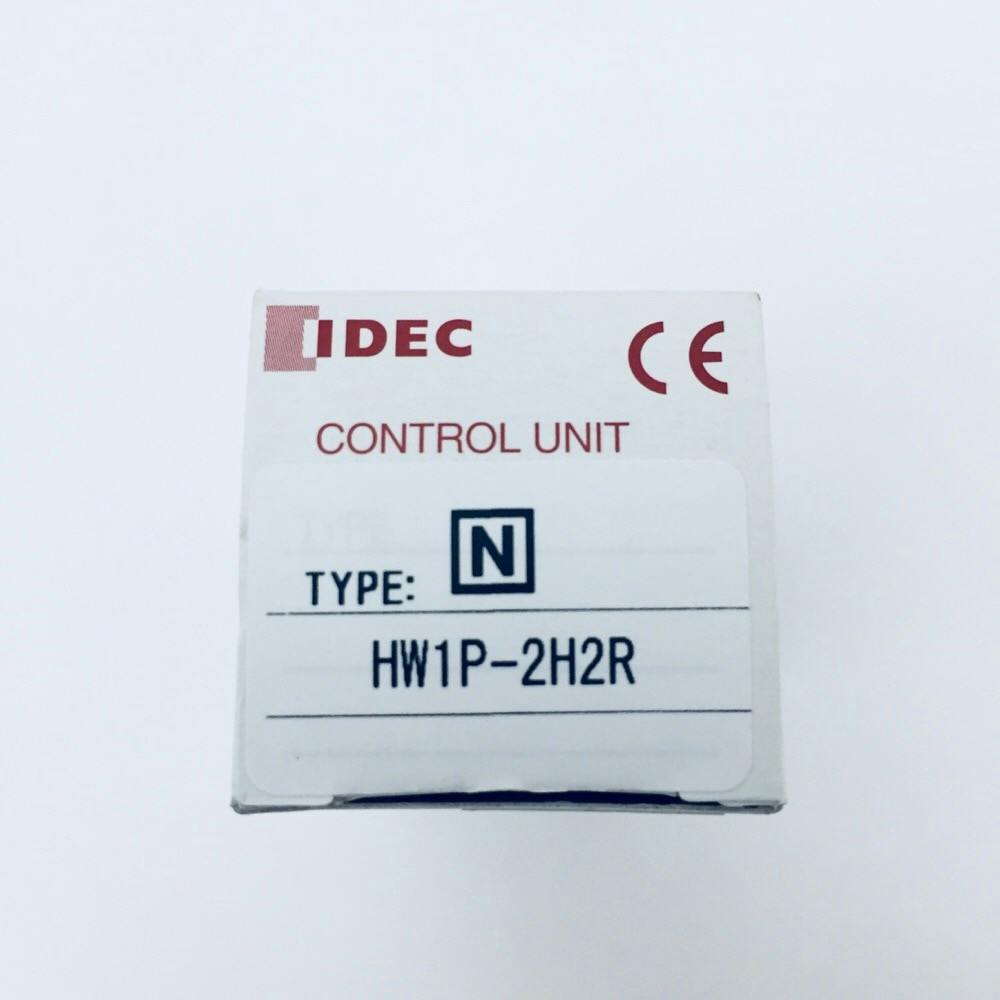 IDEC
CE
CONTROL UNIT
TYPE: N
HW1P-2H2R